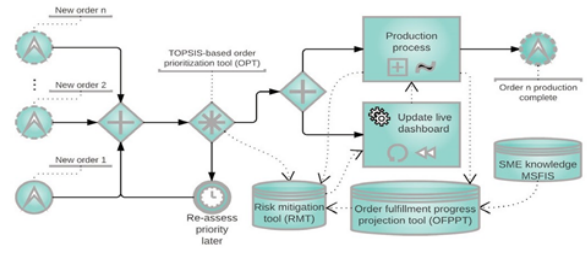 New order n
New order 2
New order 1
TOPSIS-based order
prioritization tool (OPT)
Re-assess
priority
later
Production
process
Update live
dashboard
Order n production
complete
Risk mitigation
tool (RMT)
Order fulfillment progress
projection tool (OFPPT)
SME knowledge
MSFIS